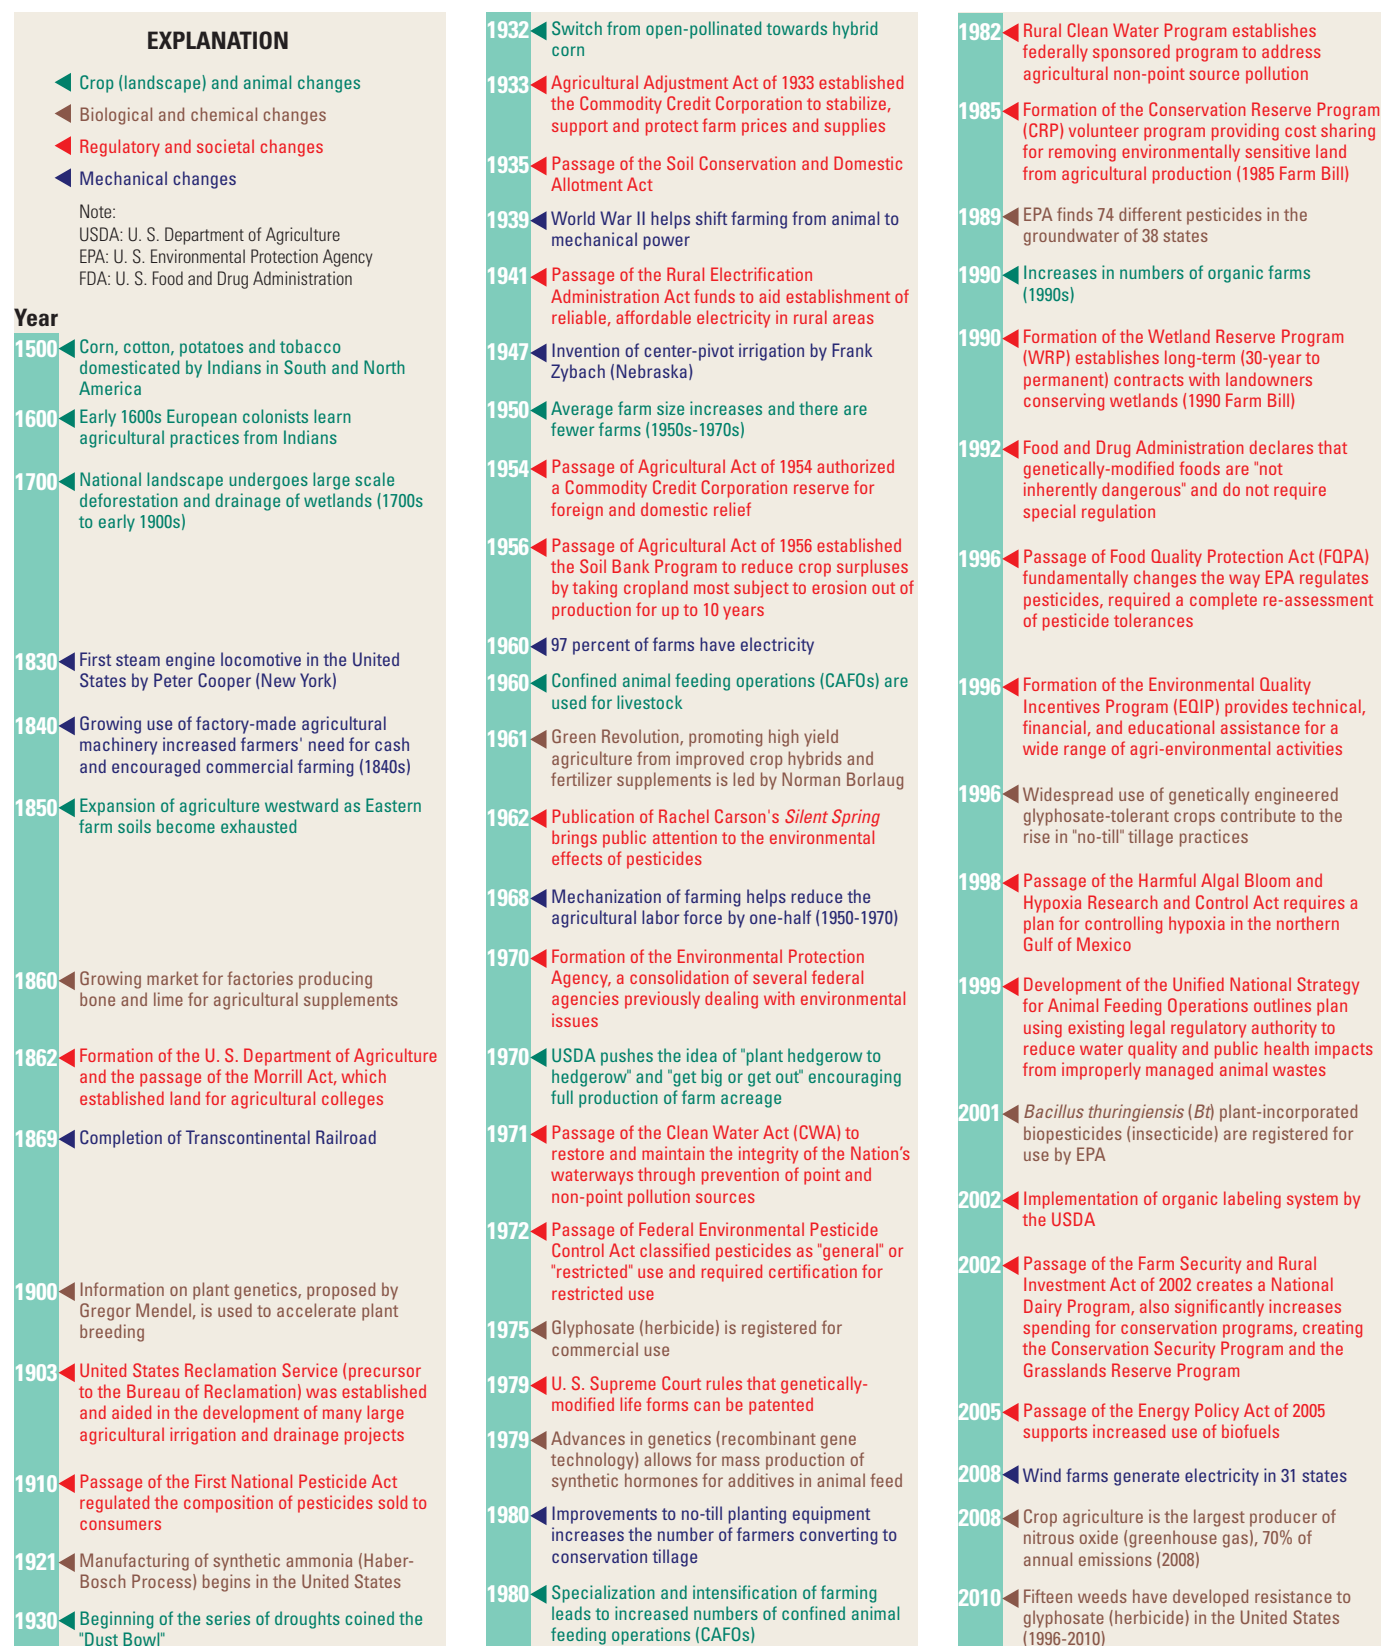 EXPLANATION
Crop (landscape) and animal changes
Biological and chemical changes
Regulatory and societal changes
Mechanical changes
Note:
USDA: U. S. Department of Agriculture
EPA: U. S. Environmental Protection Agency
FDA: U. S. Food and Drug Administration
Year
1500 Corn, cotton, potatoes and tobacco
domesticated by Indians in South and North
America
1600 Early 1600s European colonists learn
agricultural practices from Indians
1700 National landscape undergoes large scale
deforestation and drainage of wetlands (1700s
to early 1900s)
1830 First steam engine locomotive in the United
States by Peter Cooper (New York)
1840 Growing use of factory-made agricultural
machinery increased farmers' need for cash
and encouraged commercial farming (1840s)
1850 Expansion of agriculture westward as Eastern
farm soils become exhausted
1860 Growing market for factories producing
bone and lime for agricultural supplements
1862 Formation of the U. S. Department of Agriculture
and the passage of the Morrill Act, which
established land for agricultural colleges
1869 Completion of Transcontinental Railroad
1900 Information on plant genetics, proposed by
Gregor Mendel, is used to accelerate plant
breeding
1903 United States Reclamation Service (precursor
to the Bureau of Reclamation) was established
and aided in the development of many large
agricultural irrigation and drainage projects
1910 Passage of the First National Pesticide Act
regulated the composition of pesticides sold to
consumers
1921 Manufacturing of synthetic ammonia (Haber-
Bosch Process) begins in the United States
1930 Beginning of the series of droughts coined the
"Dust Bowl"
1932 Switch from open-pollinated towards hybrid
corn
1933 Agricultural Adjustment Act of 1933 established
the Commodity Credit Corporation to stabilize,
support and protect farm prices and supplies
1935 Passage of the Soil Conservation and Domestic
Allotment Act
1939 World War II helps shift farming from animal to
mechanical power
1941 Passage of the Rural Electrification
Administration Act funds to aid establishment of
reliable, affordable electricity in rural areas
1947 Invention of center-pivot irrigation by Frank
Zybach (Nebraska)
1950 Average farm size increases and there are
fewer farms (1950s-1970s)
1954 Passage of Agricultural Act of 1954 authorized
a Commodity Credit Corporation reserve for
foreign and domestic relief
1956 Passage of Agricultural Act of 1956 established
the Soil Bank Program to reduce crop surpluses
by taking cropland most subject to erosion out of
production for up to 10 years
1960 97 percent of farms have electricity
1960 Confined animal feeding operations (CAFOs) are
used for livestock
1961 Green Revolution, promoting high yield
agriculture from improved crop hybrids and
fertilizer supplements is led by Norman Borlaug
1962 Publication of Rachel Carson's Silent Spring
brings public attention to the environmental
effects of pesticides
1968 Mechanization of farming helps reduce the
agricultural labor force by one-half (1950-1970)
1970 Formation of the Environmental Protection
Agency, a consolidation of several federal
agencies previously dealing with environmental
issues
1970 USDA pushes the idea of "plant hedgerow to
hedgerow" and "get big or get out" encouraging
full production of farm acreage
1971 Passage of the Clean Water Act (CWA) to
restore and maintain the integrity of the Nation's
waterways through prevention of point and
non-point pollution sources
1972 Passage of Federal Environmental Pesticide
Control Act classified pesticides as "general" or
"restricted" use and required certification for
restricted use
1975 Glyphosate (herbicide) is registered for
commercial use
1979 U. S. Supreme Court rules that genetically-
modified life forms can be patented
1979 Advances in genetics (recombinant gene
technology) allows for mass production of
synthetic hormones for additives in animal feed
1980 Improvements to no-till planting equipment
increases the number of farmers converting to
conservation tillage
1980 Specialization and intensification of farming
leads to increased numbers of confined animal
feeding operations (CAFOs)
1982 Rural Clean Water Program establishes
federally sponsored program to address
agricultural non-point source pollution
1985 Formation of the Conservation Reserve Program
(CRP) volunteer program providing cost sharing
for removing environmentally sensitive land
from agricultural production (1985 Farm Bill)
1989 EPA finds 74 different pesticides in the
groundwater of 38 states
1990 Increases in numbers of organic farms
(1990s)
1990 Formation of the Wetland Reserve Program
(WRP) establishes long-term (30-year to
permanent) contracts with landowners
conserving wetlands (1990 Farm Bill)
1992 Food and Drug Administration declares that
genetically-modified foods are "not
inherently dangerous" and do not require
special regulation
1996 Passage of Food Quality Protection Act (FQPA)
fundamentally changes the way EPA regulates
pesticides, required a complete re-assessment
of pesticide tolerances
1996 Formation of the Environmental Quality
Incentives Program (EQIP) provides technical,
financial, and educational assistance for a
wide range of agri-environmental activities
1996 Widespread use of genetically engineered
glyphosate-tolerant crops contribute to the
rise in "no-till" tillage practices
1998 Passage of the Harmful Algal Bloom and
Hypoxia Research and Control Act requires a
plan for controlling hypoxia in the northern
Gulf of Mexico
1999 Development of the Unified National Strategy
for Animal Feeding Operations outlines plan
using existing legal regulatory authority to
reduce water quality and public health impacts
from improperly managed animal wastes
2001 Bacillus thuringiensis (Bt) plant-incorporated
biopesticides (insecticide) are registered for
use by EPA
2002 Implementation of organic labeling system by
the USDA
2002 Passage of the Farm Security and Rural
Investment Act of 2002 creates a National
Dairy Program, also significantly increases
spending for conservation programs, creating
the Conservation Security Program and the
Grasslands Reserve Program
2005 Passage of the Energy Policy Act of 2005
supports increased use of biofuels
2008 Wind farms generate electricity in 31 states
2008 Crop agriculture is the largest producer of
nitrous oxide (greenhouse gas), 70% of
annual emissions (2008)
2010 Fifteen weeds have developed resistance to
glyphosate (herbicide) in the United States
(1996-2010)